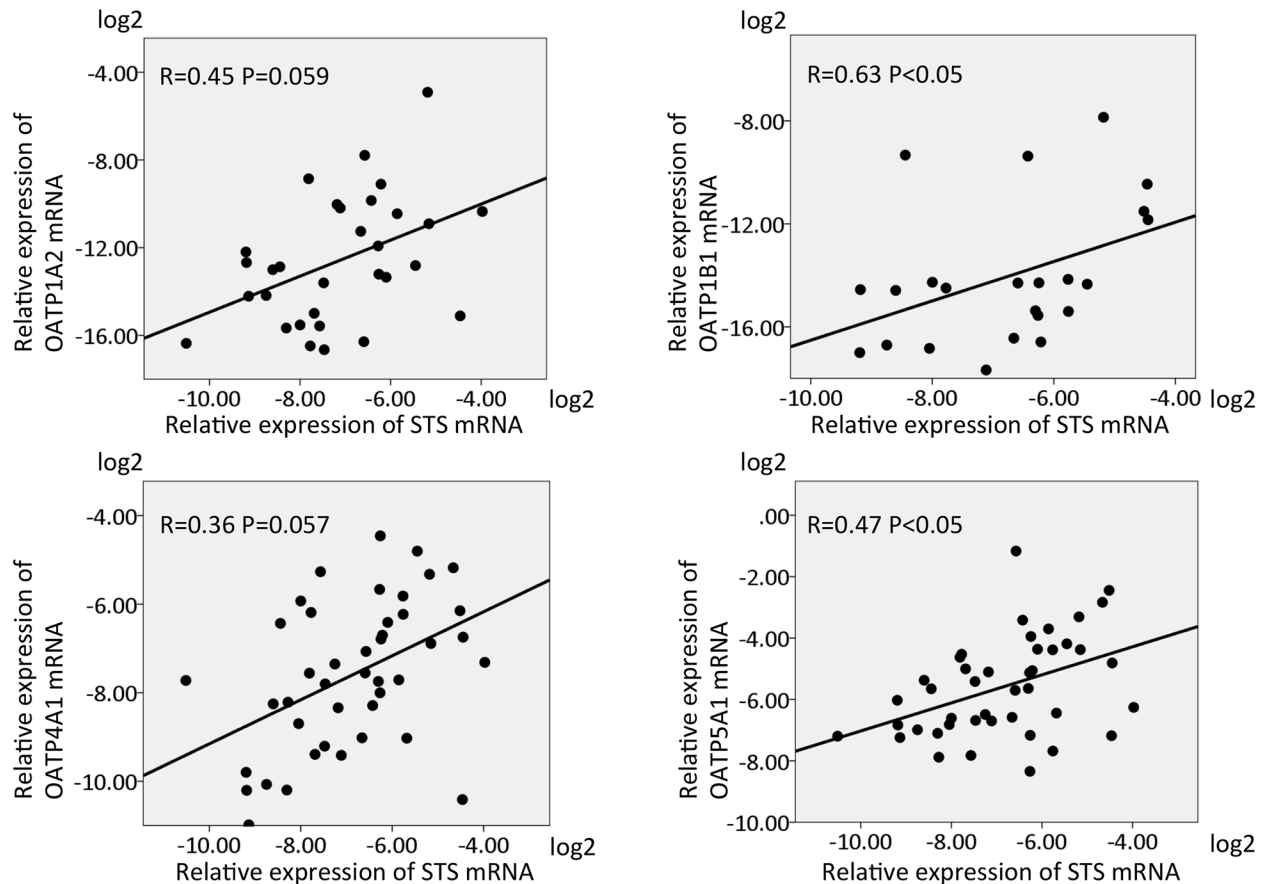 log2
R=0.45 P=0.059
Relative expression of
OATP1A2 mRNA
-4.00
-8.00
-12.00
-16.00
-10.00 -8.00 -6.00 -4.00 log2
Relative expression of STS mRNA
log2
R=0.63 P<0.05
Relative expression of
OATP1B1 mRNA
-8.00
-12.00
-16.00
-10.00 -8.00 -6.00 -4.00 log2
Relative expression of STS mRNA
log2
R=0.36 P=0.057
Relative expression of
OATP4A1 mRNA
-4.00
-6.00
-8.00
-10.00
-10.00 -8.00 -6.00 -4.00 log2
Relative expression of STS mRNA
log2
R=0.47 P<0.05
Relative expression of
OATP5A1 mRNA
.00
-2.00
-4.00
-6.00
-8.00
-10.00
-10.00 -8.00 -6.00 -4.00 log2
Relative expression of STS mRNA